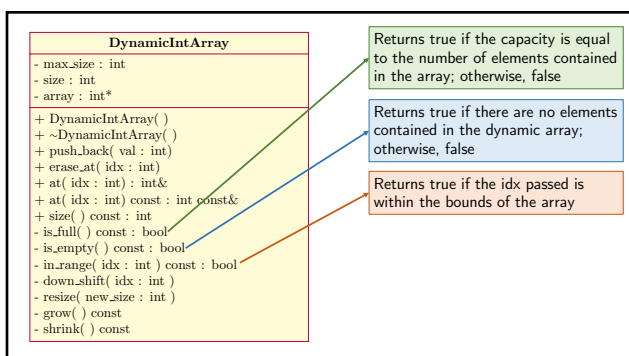 DynamicIntArray
- max_size : int
- size : int
- array : int*
+ DynamicIntArray( )
+ ~DynamicIntArray( )
+ push_back( val : int)
+ erase_at( idx : int)
+ at( idx : int) : int&
+ at( idx : int) const : int const&
+ size( ) const : int
- is_full( ) const : bool
- is_empty( ) const : bool
- in_range( idx : int ) const : bool
- down_shift( idx : int )
- resize( new_size : int )
- grow( ) const
- shrink( ) const
Returns true if the capacity is equal
to the number of elements contained
in the array; otherwise, false
Returns true if there are no elements
contained in the dynamic array;
otherwise, false
Returns true if the idx passed is
within the bounds of the array